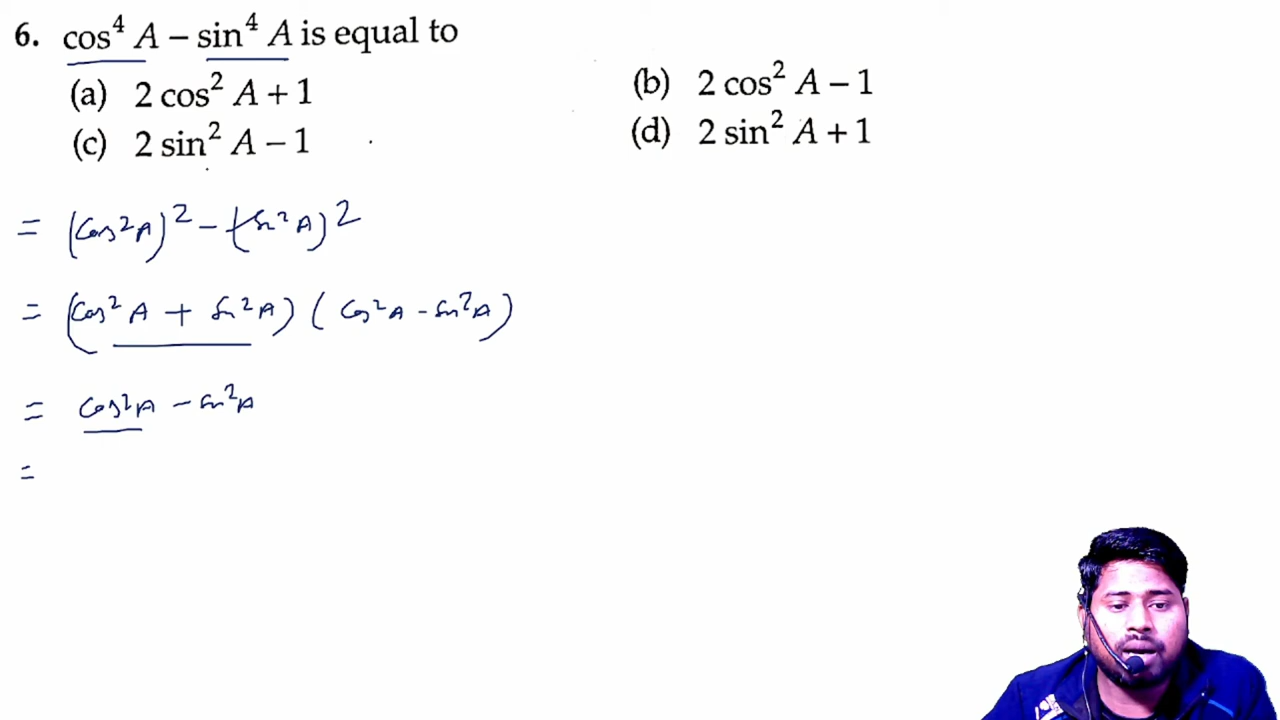 6. cos⁴ A – sin⁴ A is equal to
(a) 2 cos² A + 1
(b) 2 cos² A – 1
(c) 2 sin² A – 1
(d) 2 sin² A + 1
= (cos²A)² – (sin²A)²
= (cos²A + sin²A) (cos²A – sin²A)
= cos²A – sin²A
=